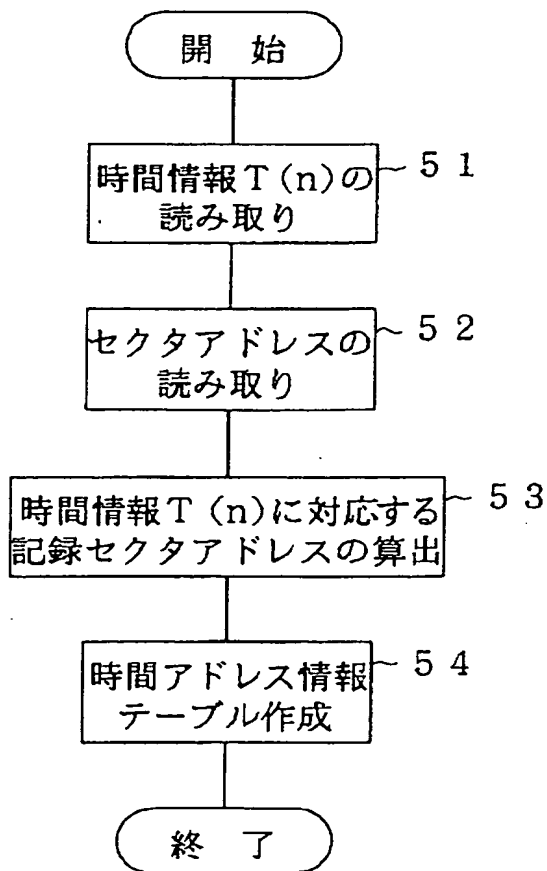 開 始
時間情報T(n)の
読み取り
51
セクタアドレスの
読み取り
52
時間情報T(n)に対応する
記録セクタアドレスの算出
53
時間アドレス情報
テーブル作成
54
終 了